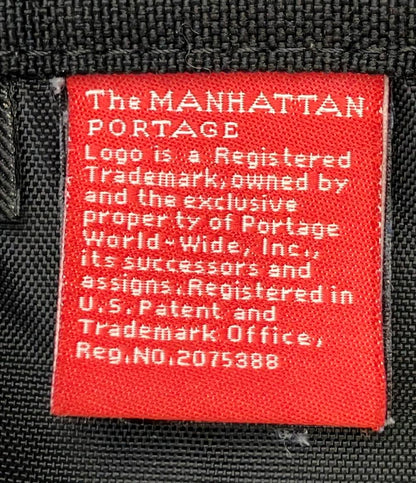 The MANHATTAN
PORTAGE
Logo is a Registered
Trademark, owned by
and the exclusive
property of Portage
World-Wide, Inc.,
its successors and
assigns. Registered in
U.S. Patent and
Trademark Office,
Reg.NO.2075388